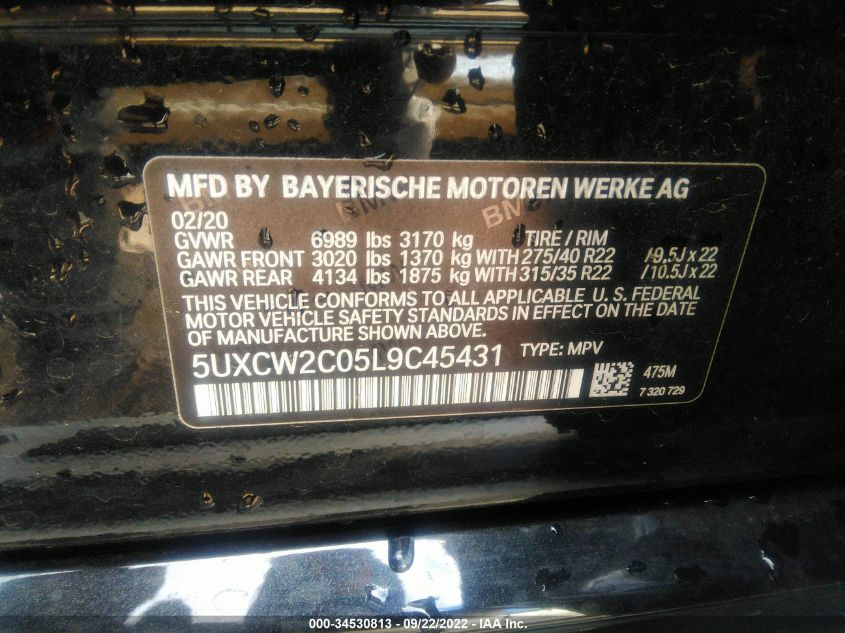 MFD BY BAYERISCHE MOTOREN WERKE AG
02/20
GVWR 6989 lbs 3170 kg TIRE / RIM
GAWR FRONT 3020 lbs 1370 kg WITH 275/40 R22 /9.5J x 22
GAWR REAR 4134 lbs 1875 kg WITH 315/35 R22 /10.5J x 22
THIS VEHICLE CONFORMS TO ALL APPLICABLE U. S. FEDERAL
MOTOR VEHICLE SAFETY STANDARDS IN EFFECT ON THE DATE
OF MANUFACTURE SHOWN ABOVE.
5UXCW2C05L9C45431 TYPE: MPV
475M
7 320 729
000-34530813 - 09/22/2022 - IAA Inc.